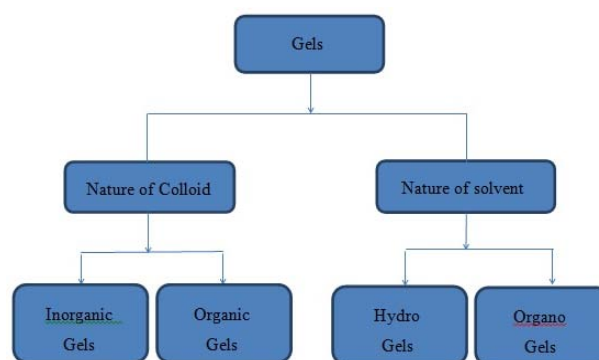 Gels
Nature of Colloid
Nature of solvent
Inorganic
Gels
Organic
Gels
Hydro
Gels
Organo
Gels